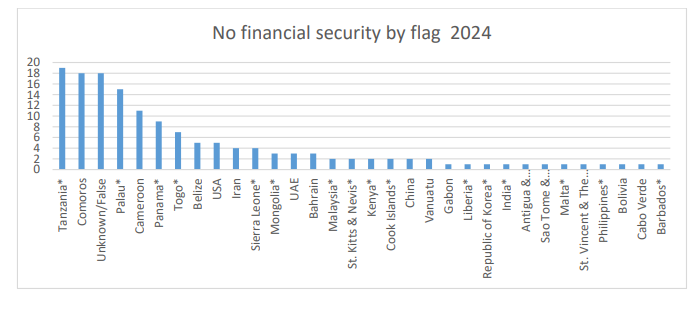 No financial security by flag  2024
20
18
16
14
12
10
8
6
4
2
0
Tanzania*
Comoros
Unknown/False
Palau*
Cameroon
Panama*
Togo*
Belize
USA
Iran
Sierra Leone*
Mongolia*
UAE
Bahrain
Malaysia*
St. Kitts & Nevis*
Kenya*
Cook Islands*
China
Vanuatu
Gabon
Liberia*
Republic of Korea*
India*
Antigua &...
Sao Tome &...
Malta*
St. Vincent & The...
Philippines*
Bolivia
Cabo Verde
Barbados*